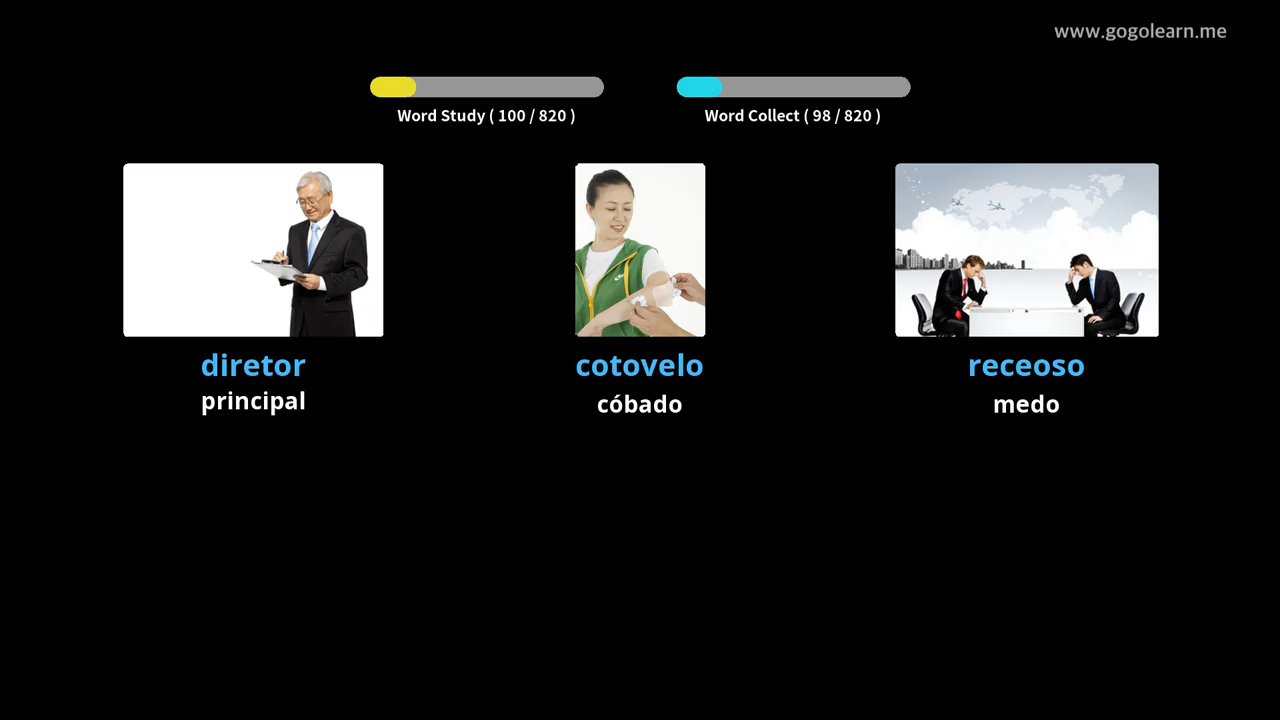 www.gogolearn.me
Word Study ( 100 / 820 )
Word Collect ( 98 / 820 )
diretor
principal
cotovelo
cóbado
receoso
medo